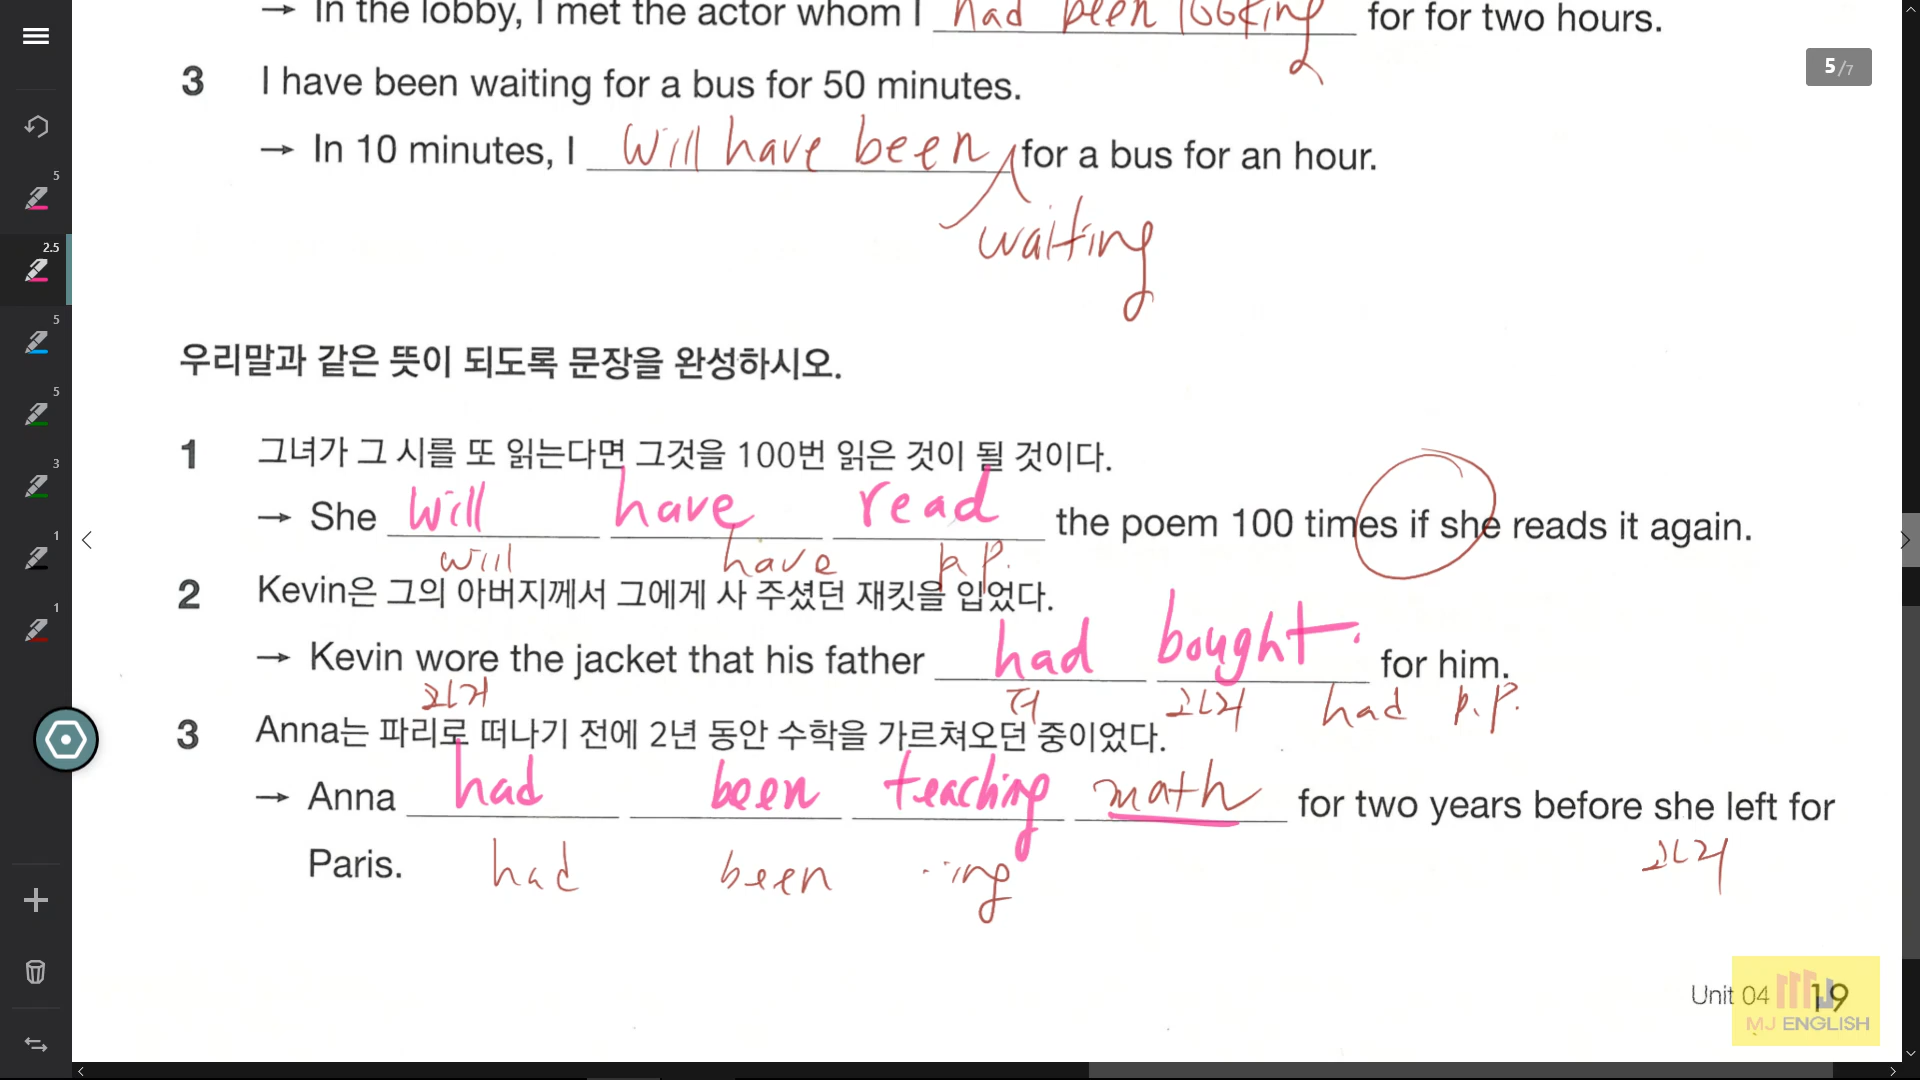 → In the lobby, I met the actor whom I had been looking for for two hours.
5/7
3 I have been waiting for a bus for 50 minutes.
→ In 10 minutes, I will have been for a bus for an hour.
waiting
우리말과 같은 뜻이 되도록 문장을 완성하시오.
1 그녀가 그 시를 또 읽는다면 그것을 100번 읽은 것이 될 것이다.
→ She will have read the poem 100 times if she reads it again.
will have p.p.
2 Kevin은 그의 아버지께서 그에게 사 주셨던 재킷을 입었다.
→ Kevin wore the jacket that his father had bought. for him.
과거 더 과거 had p.p.
3 Anna는 파리로 떠나기 전에 2년 동안 수학을 가르쳐오던 중이었다.
→ Anna had been teaching math for two years before she left for
Paris. had been ··ing 과거
Unit 04 19
MJ ENGLISH
5
2.5
5
5
3
1
1